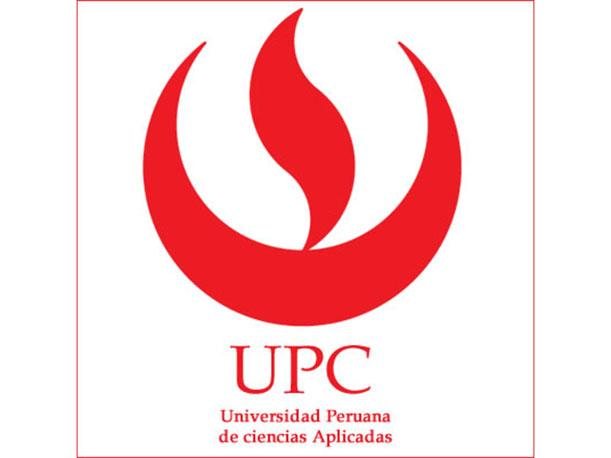 UPC
Universidad Peruana
de ciencias Aplicadas